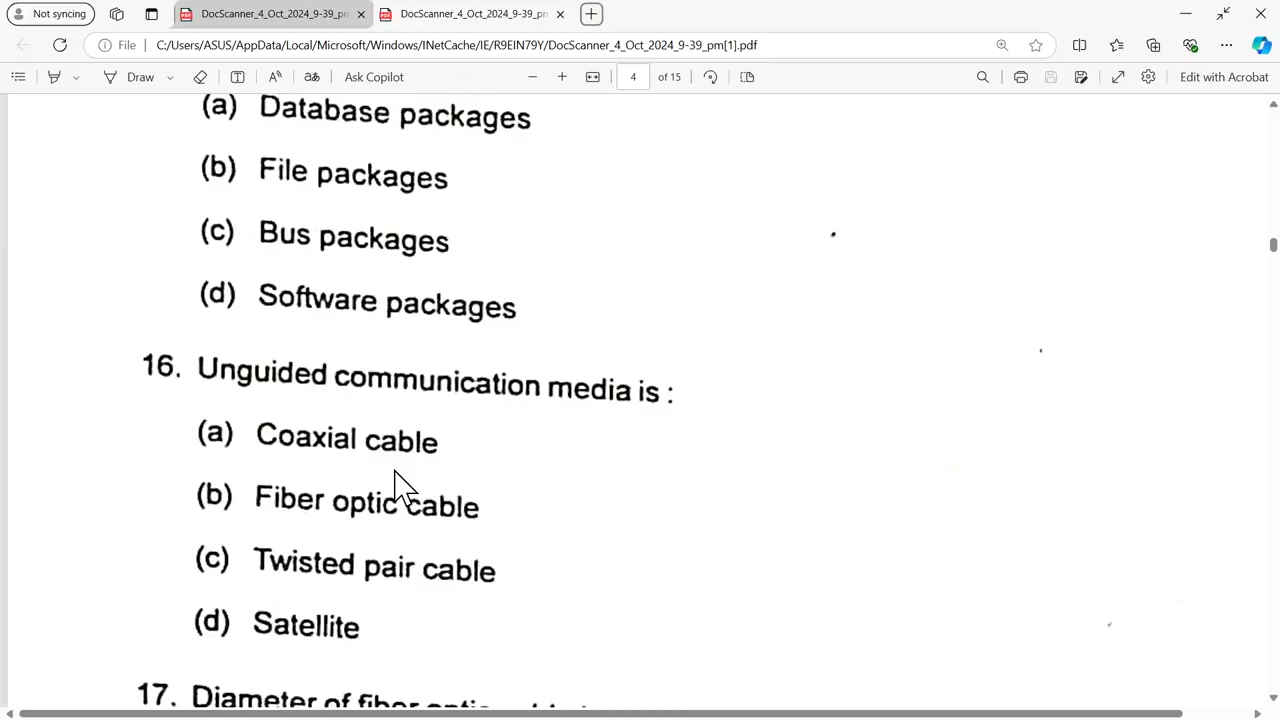 Not syncing
DocScanner_4_Oct_2024_9-39_pm
DocScanner_4_Oct_2024_9-39_pm
File
C:/Users/ASUS/AppData/Local/Microsoft/Windows/INetCache/IE/R9EIN79Y/DocScanner_4_Oct_2024_9-39_pm[1].pdf
Draw
Ask Copilot
4 of 15
Edit with Acrobat
(a) Database packages
(b) File packages
(c) Bus packages
(d) Software packages
16. Unguided communication media is :
(a) Coaxial cable
(b) Fiber optic cable
(c) Twisted pair cable
(d) Satellite
17. Diameter of fiber optic